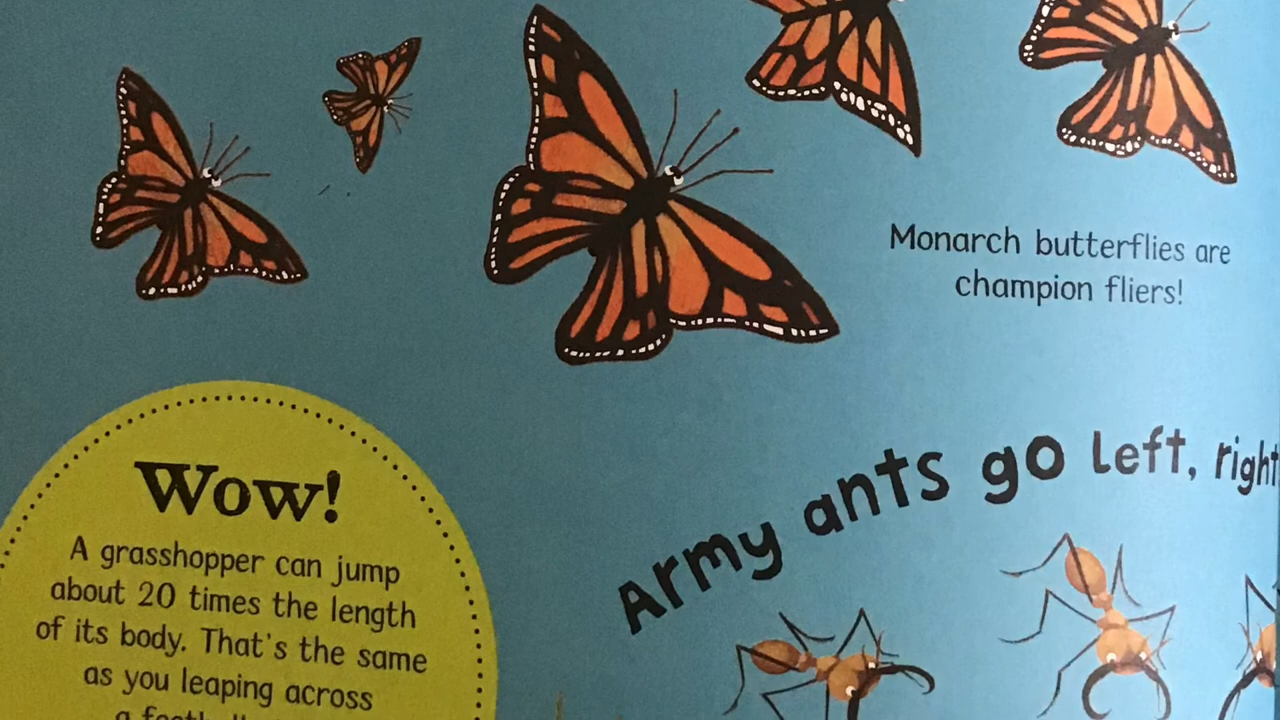 Monarch butterflies are
champion fliers!
Army ants go left, right
Wow!
A grasshopper can jump
about 20 times the length
of its body. That's the same
as you leaping across
a